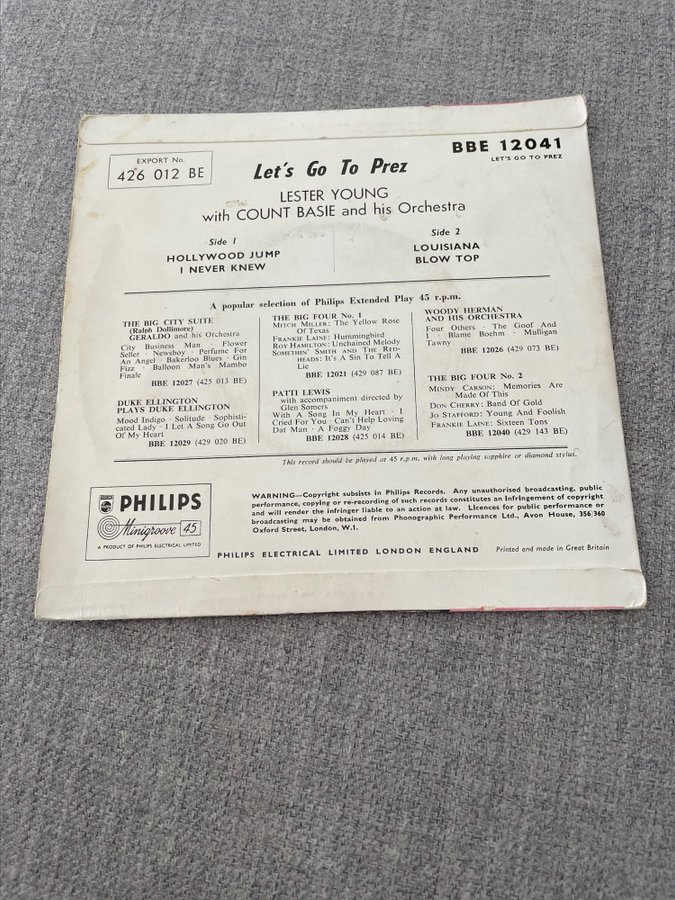 EXPORT No.
426 012 BE
Let's Go To Prez
BBE 12041
LET'S GO TO PREZ
LESTER YOUNG
with COUNT BASIE and his Orchestra
Side 1
HOLLYWOOD JUMP
I NEVER KNEW
Side 2
LOUISIANA
BLOW TOP
A popular selection of Philips Extended Play 45 r.p.m.
THE BIG CITY SUITE
(Ralph Dollimore)
GERALDO and his Orchestra
City Business Man · Flower
Seller · Newsboy · Perfume For
An Angel · Bakerloo Blues · Gin
Fizz · Balloon Man's Mambo
Finale
BBE 12027 (425 013 BE)
DUKE ELLINGTON
PLAYS DUKE ELLINGTON
Mood Indigo · Solitude · Sophisti-
cated Lady · I Let A Song Go Out
Of My Heart
BBE 12029 (429 020 BE)
THE BIG FOUR No. 1
MITCH MILLER: The Yellow Rose
Of Texas
FRANKIE LAINE: Hummingbird
ROY HAMILTON: Unchained Melody
SOMETHIN' SMITH AND THE RED-
HEADS: It's A Sin To Tell A
Lie
BBE 12021 (429 087 BE)
PATTI LEWIS
with accompaniment directed by
Glen Somers
With A Song In My Heart · I
Cried For You · Can't Help Loving
Dat Man · A Foggy Day
BBE 12028 (425 014 BE)
WOODY HERMAN
AND HIS ORCHESTRA
Four Others · The Goof And
I · Blame Boehm · Mulligan
Tawny
BBE 12026 (429 073 BE)
THE BIG FOUR No. 2
MINDY CARSON: Memories Are
Made Of This
DON CHERRY: Band Of Gold
JO STAFFORD: Young And Foolish
FRANKIE LAINE: Sixteen Tons
BBE 12040 (429 143 BE)
This record should be played at 45 r.p.m. with long playing sapphire or diamond stylus.
PHILIPS
Minigroove 45
A PRODUCT OF PHILIPS ELECTRICAL LIMITED
WARNING—Copyright subsists in Philips Records. Any unauthorised broadcasting, public
performance, copying or re-recording of such records constitutes an infringement of copyright
and will render the infringer liable to an action at law. Licences for public performance or
broadcasting may be obtained from Phonographic Performance Ltd., Avon House, 356/360
Oxford Street, London, W.1.
PHILIPS ELECTRICAL LIMITED LONDON ENGLAND
Printed and made in Great Britain